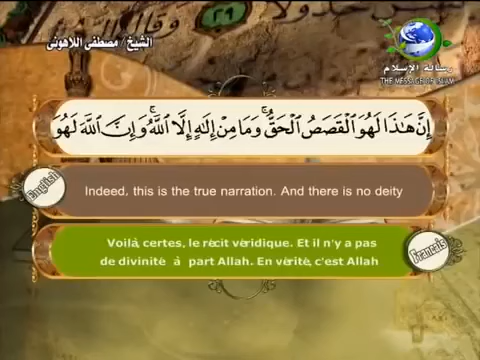 الشيخ / مصطفى اللاهونى
رسالة الإسلام
THE MESSAGE OF ISLAM
إِنَّ هَٰذَا لَهُوَ الْقَصَصُ الْحَقُّ ۚ وَمَا مِنْ إِلَٰهٍ إِلَّا اللَّهُ ۚ وَإِنَّ اللَّهَ لَهُوَ
English
Indeed, this is the true narration. And there is no deity
Voilà, certes, le récit véridique. Et il n'y a pas
de divinité à part Allah. En vérité, c'est Allah
Francais